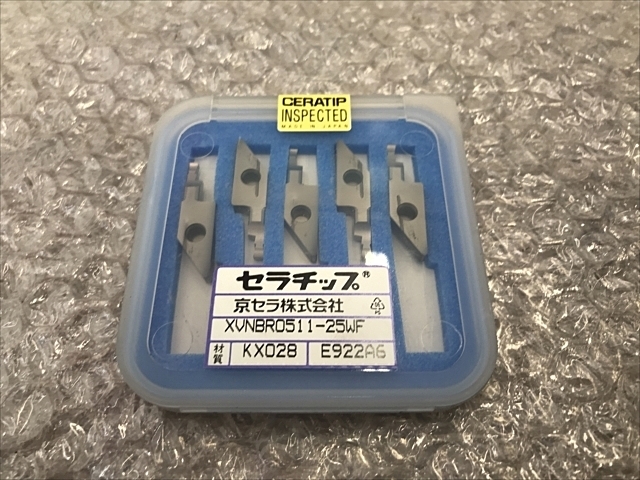 CERATIP
INSPECTED
MADE IN JAPAN
セラチップ®
京セラ株式会社
PS
XVNBR0511-25WF
材質 KX028 E922A6